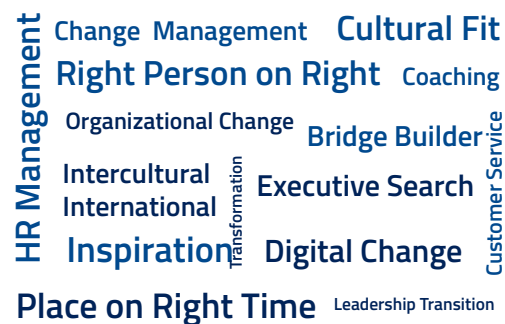 HR Management
Change Management
Cultural Fit
Right Person on Right
Coaching
Organizational Change
Bridge Builder
Customer Service
Intercultural
International
Transformation
Executive Search
Inspiration
Digital Change
Place on Right Time
Leadership Transition